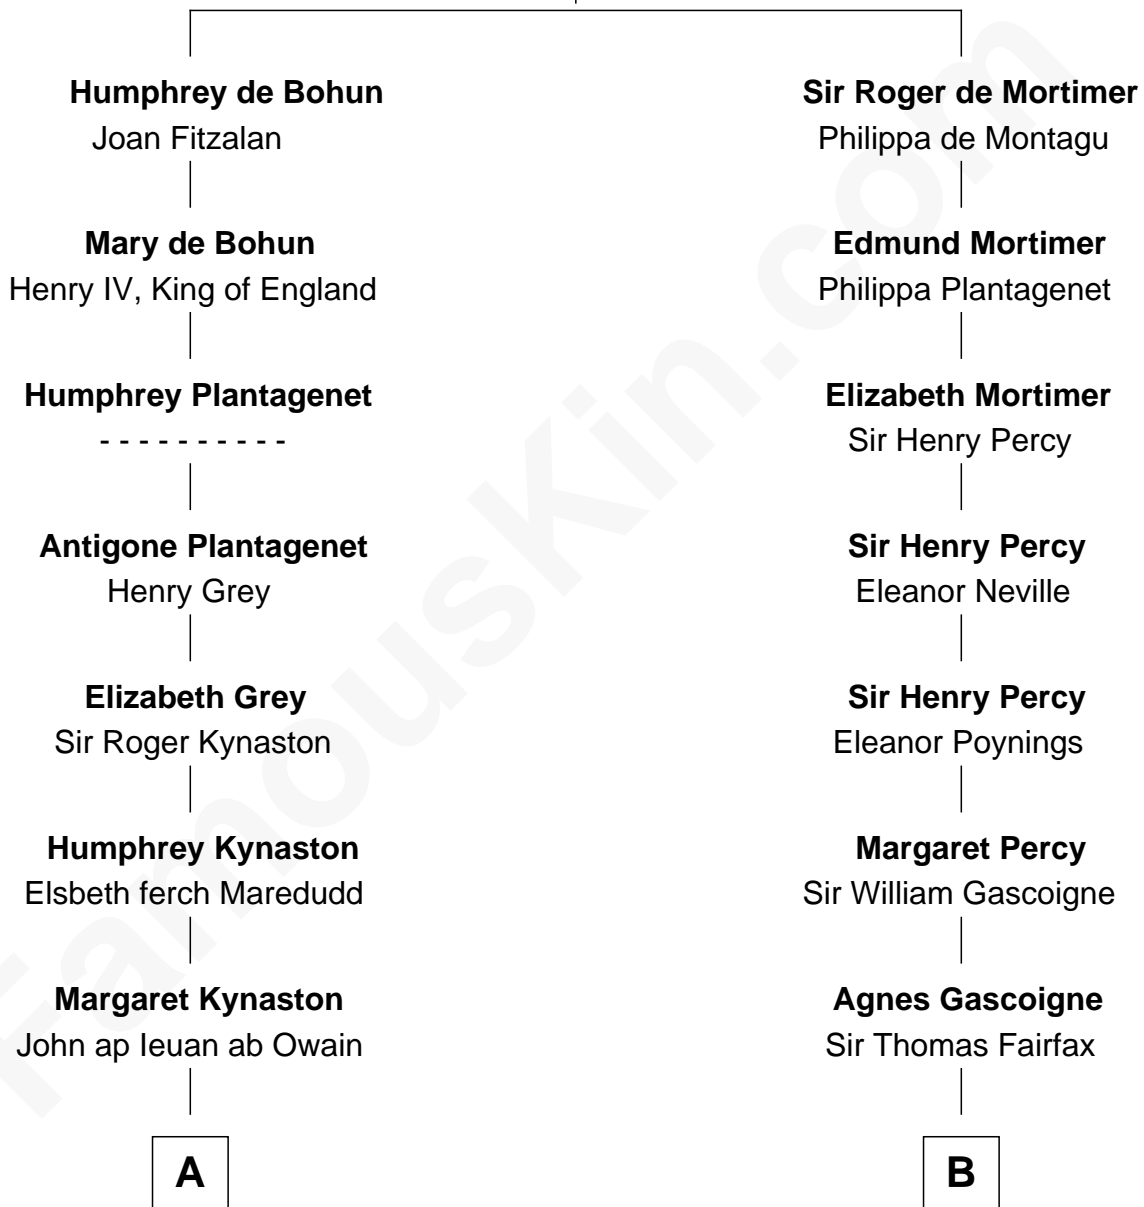 Humphrey de Bohun
Joan Fitzalan
Mary de Bohun
Henry IV, King of England
Humphrey Plantagenet
- - - - - - - - - -
Antigone Plantagenet
Henry Grey
Elizabeth Grey
Sir Roger Kynaston
Humphrey Kynaston
Elsbeth ferch Maredudd
Margaret Kynaston
John ap Ieuan ab Owain
A
Sir Roger de Mortimer
Philippa de Montagu
Edmund Mortimer
Philippa Plantagenet
Elizabeth Mortimer
Sir Henry Percy
Sir Henry Percy
Eleanor Neville
Sir Henry Percy
Eleanor Poynings
Margaret Percy
Sir William Gascoigne
Agnes Gascoigne
Sir Thomas Fairfax
B
FamousKin.com